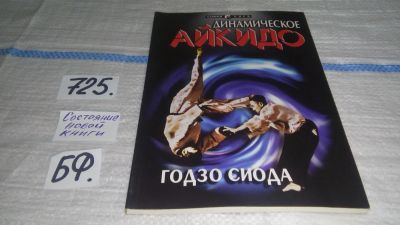 ДИНАМИЧЕСКОЕ
АЙКИДО
725.
Состояние
новой
книги
БФ.
ГОДЗО СИОДА